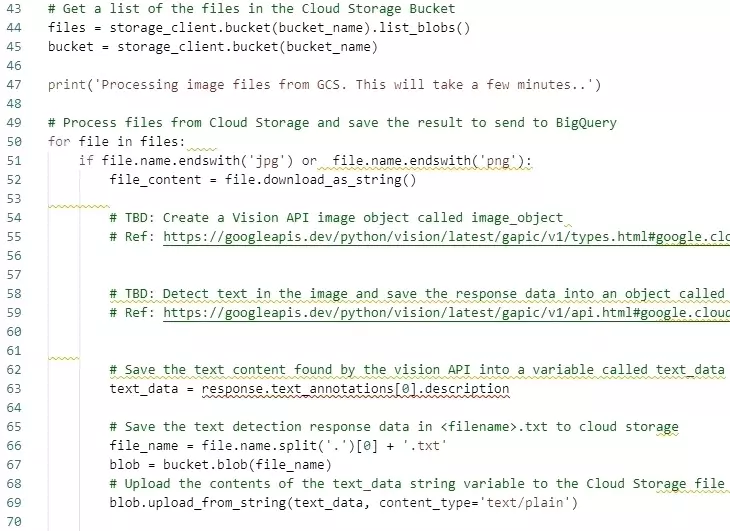 43 # Get a list of the files in the Cloud Storage Bucket
44 files = storage_client.bucket(bucket_name).list_blobs()
45 bucket = storage_client.bucket(bucket_name)
46
47 print('Processing image files from GCS. This will take a few minutes..')
48
49 # Process files from Cloud Storage and save the result to send to BigQuery
50 for file in files:
51     if file.name.endswith('jpg') or  file.name.endswith('png'):
52         file_content = file.download_as_string()
53
54         # TBD: Create a Vision API image object called image_object
55         # Ref: https://googleapis.dev/python/vision/latest/gapic/v1/types.html#google.clo
56
57
58         # TBD: Detect text in the image and save the response data into an object called
59         # Ref: https://googleapis.dev/python/vision/latest/gapic/v1/api.html#google.cloud
60
61
62         # Save the text content found by the vision API into a variable called text_data
63         text_data = response.text_annotations[0].description
64
65         # Save the text detection response data in <filename>.txt to cloud storage
66         file_name = file.name.split('.')[0] + '.txt'
67         blob = bucket.blob(file_name)
68         # Upload the contents of the text_data string variable to the Cloud Storage file
69         blob.upload_from_string(text_data, content_type='text/plain')
70